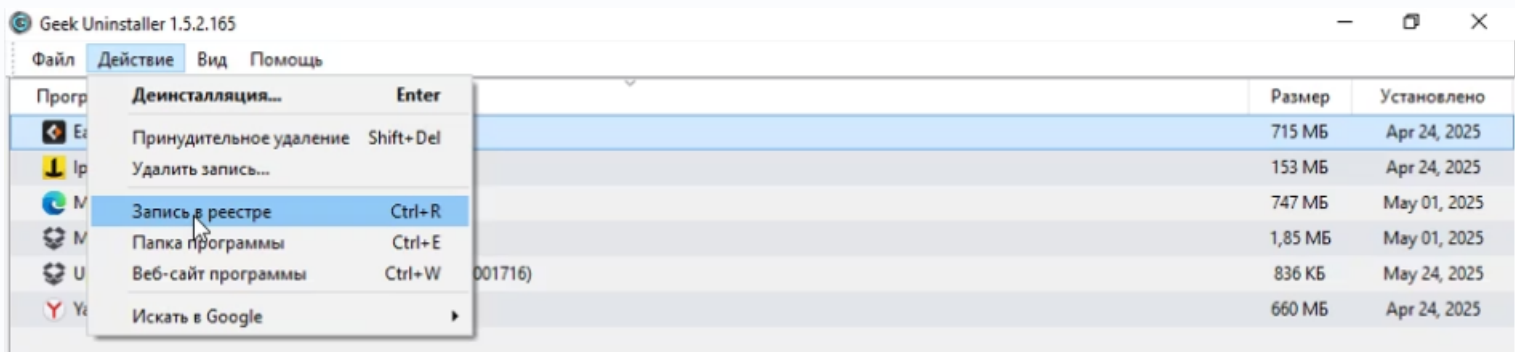 Geek Uninstaller 1.5.2.165
Файл Действие Вид Помощь
Размер Установлено
Деинсталляция... Enter
715 МБ Apr 24, 2025
Принудительное удаление Shift+Del
Удалить запись...
153 МБ Apr 24, 2025
747 МБ May 01, 2025
Запись в реестре Ctrl+R
1,85 МБ May 01, 2025
Папка программы Ctrl+E
Веб-сайт программы Ctrl+W
001716) 836 КБ May 24, 2025
660 МБ Apr 24, 2025
Искать в Google